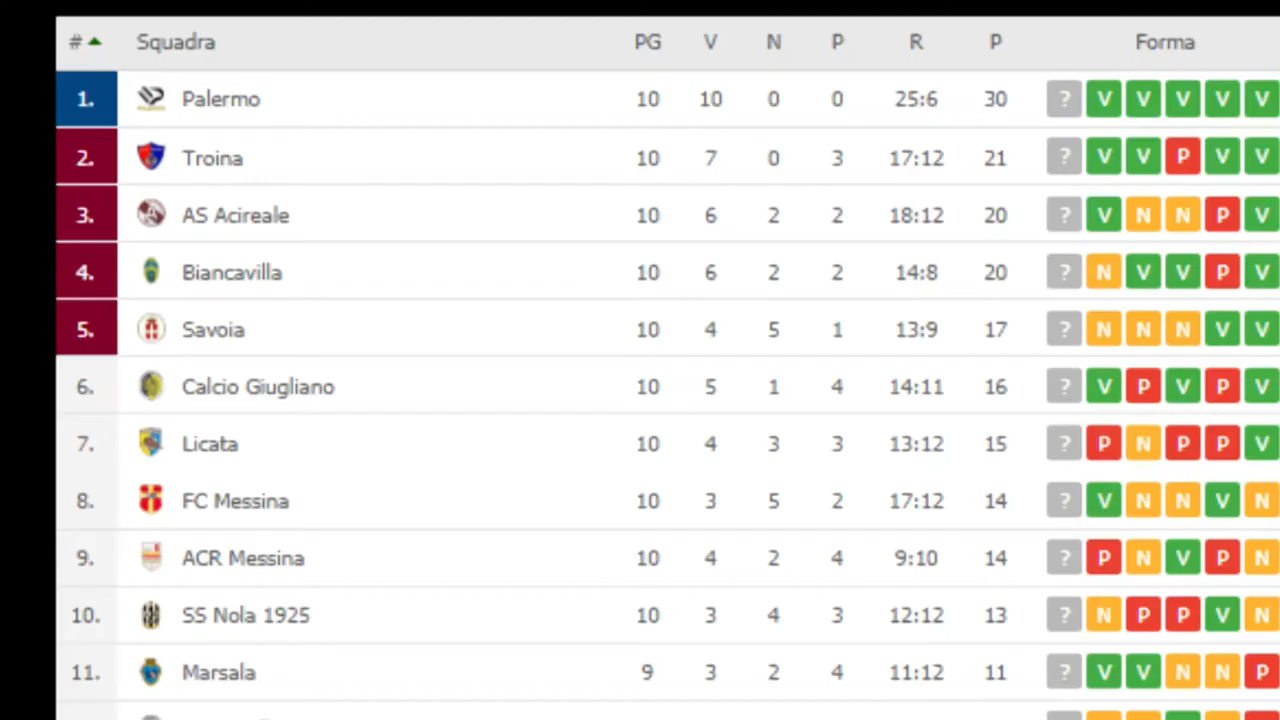 # Squadra PG V N P R P Forma
1. Palermo 10 10 0 0 25:6 30 ? V V V V V
2. Troina 10 7 0 3 17:12 21 ? V V P V V
3. AS Acireale 10 6 2 2 18:12 20 ? V N N P V
4. Biancavilla 10 6 2 2 14:8 20 ? N V V P V
5. Savoia 10 4 5 1 13:9 17 ? N N N V V
6. Calcio Giugliano 10 5 1 4 14:11 16 ? V P V P V
7. Licata 10 4 3 3 13:12 15 ? P N P P V
8. FC Messina 10 3 5 2 17:12 14 ? V N N V N
9. ACR Messina 10 4 2 4 9:10 14 ? P N V P N
10. SS Nola 1925 10 3 4 3 12:12 13 ? N P P V N
11. Marsala 9 3 2 4 11:12 11 ? V V N N P